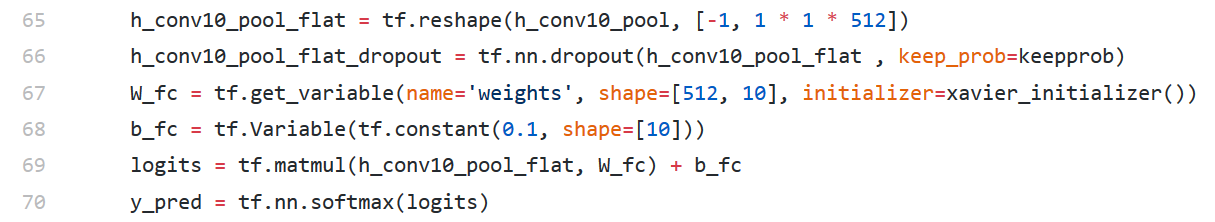 65 h_conv10_pool_flat = tf.reshape(h_conv10_pool, [-1, 1 * 1 * 512])
66 h_conv10_pool_flat_dropout = tf.nn.dropout(h_conv10_pool_flat , keep_prob=keepprob)
67 W_fc = tf.get_variable(name='weights', shape=[512, 10], initializer=xavier_initializer())
68 b_fc = tf.Variable(tf.constant(0.1, shape=[10]))
69 logits = tf.matmul(h_conv10_pool_flat, W_fc) + b_fc
70 y_pred = tf.nn.softmax(logits)